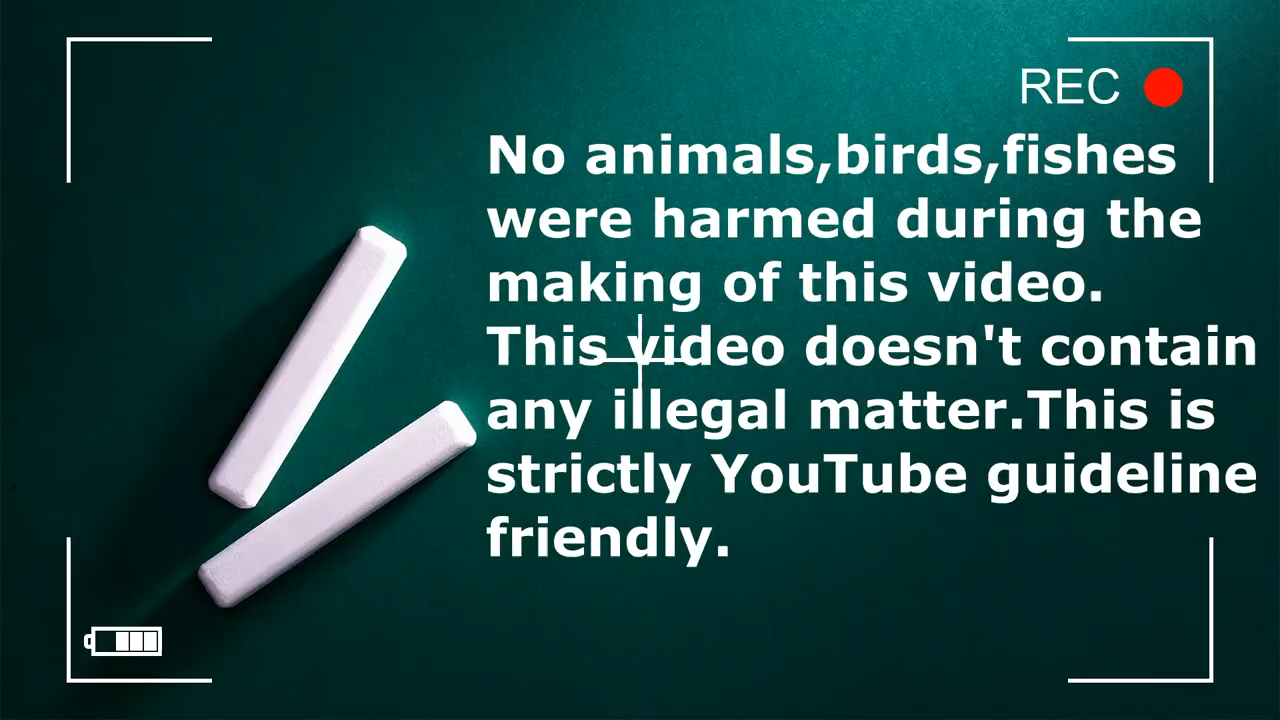 REC
No animals,birds,fishes
were harmed during the
making of this video.
This video doesn't contain
any illegal matter.This is
strictly YouTube guideline
friendly.